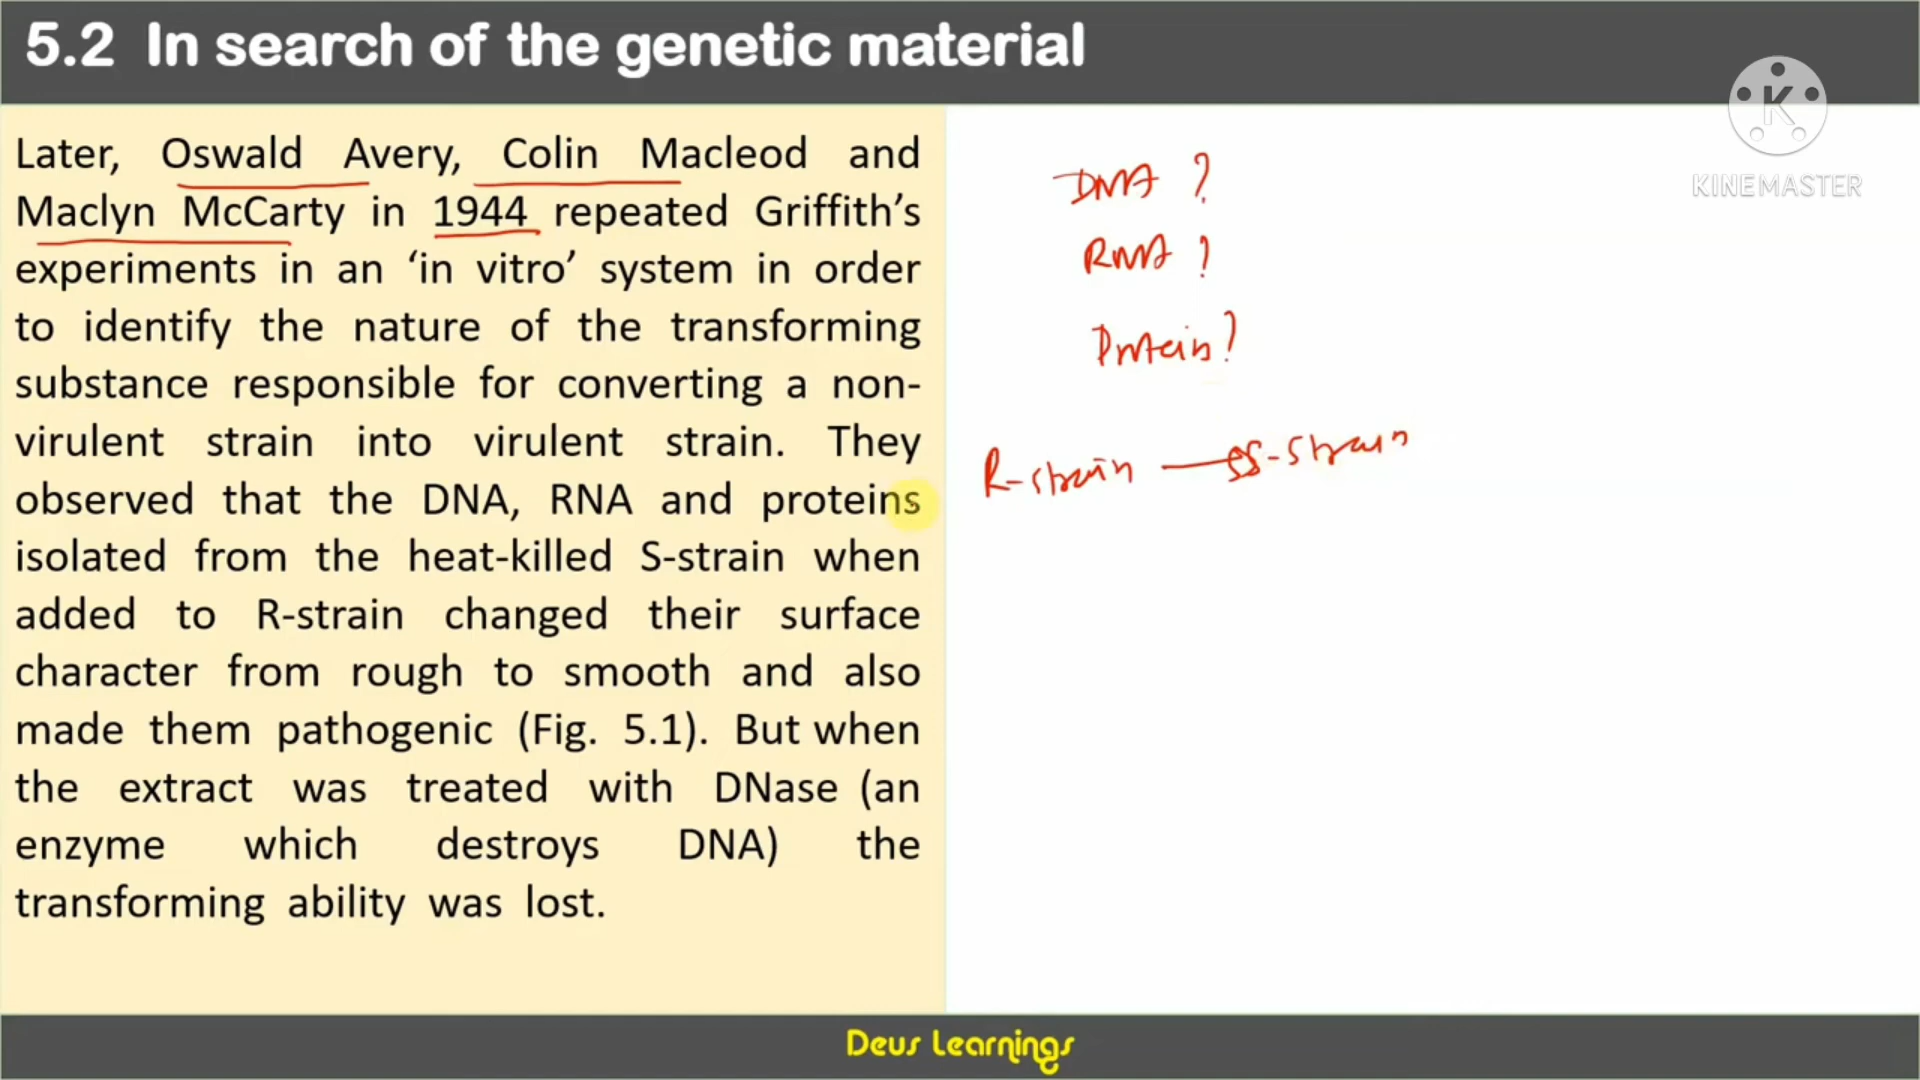 5.2 In search of the genetic material
KINEMASTER
Later, Oswald Avery, Colin Macleod and
Maclyn McCarty in 1944 repeated Griffith’s
experiments in an ‘in vitro’ system in order
to identify the nature of the transforming
substance responsible for converting a non-
virulent strain into virulent strain. They
observed that the DNA, RNA and proteins
isolated from the heat-killed S-strain when
added to R-strain changed their surface
character from rough to smooth and also
made them pathogenic (Fig. 5.1). But when
the extract was treated with DNase (an
enzyme which destroys DNA) the
transforming ability was lost.
DNA ?
RNA ?
Protein?
R-strain → S-strain
Deus Learnings